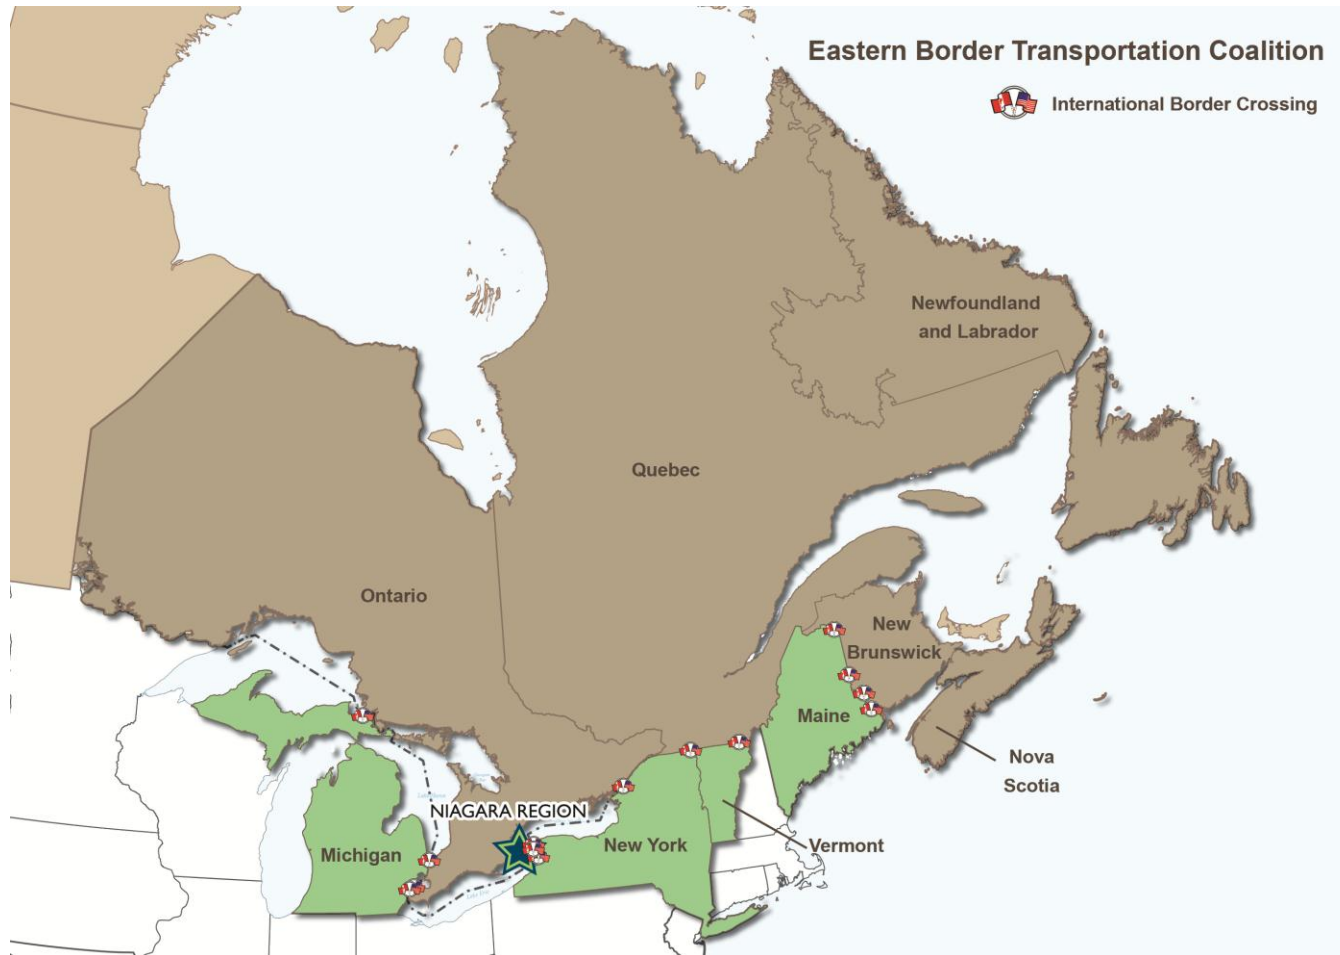 Eastern Border Transportation Coalition
International Border Crossing
Newfoundland
and Labrador
Quebec
Ontario
New
Brunswick
Maine
Nova
Scotia
NIAGARA REGION
Michigan
New York
Vermont